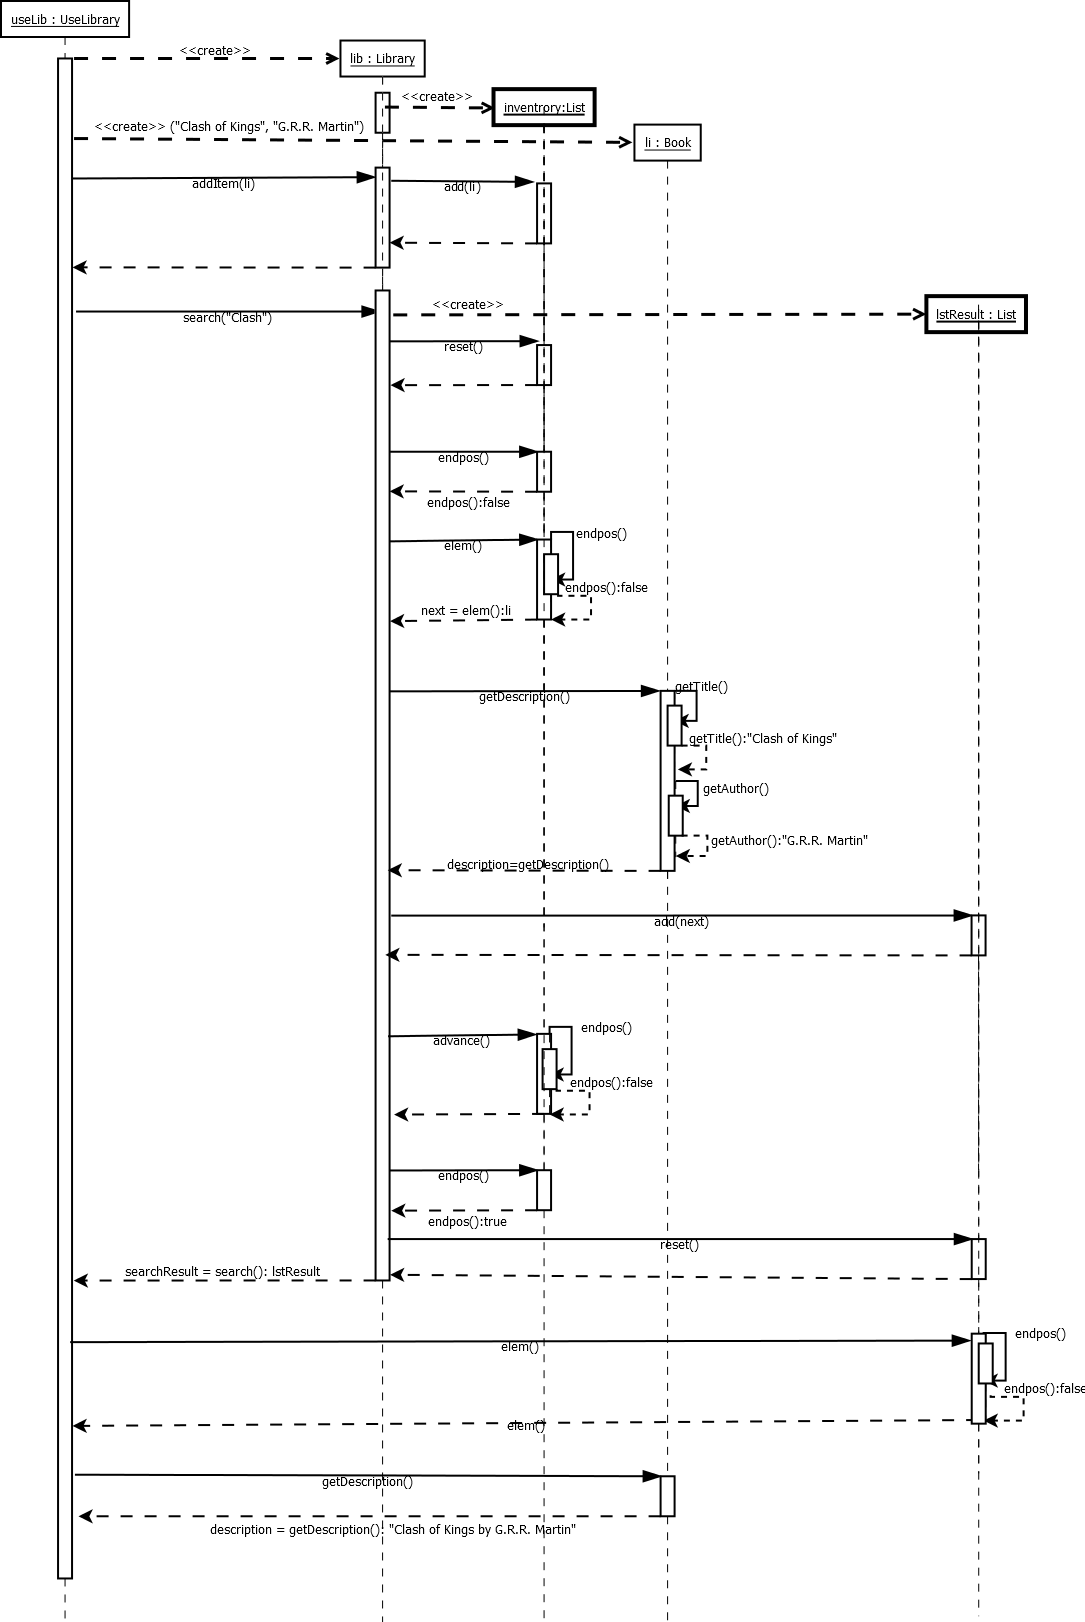 useLib : UseLibrary
<<create>>
lib : Library
<<create>>
inventrory:List
<<create>> ("Clash of Kings", "G.R.R. Martin")
li : Book
addItem(li)
add(li)
<<create>>
lstResult : List
search("Clash")
reset()
endpos()
endpos():false
endpos()
elem()
endpos():false
next = elem():li
getTitle()
getDescription()
getTitle():"Clash of Kings"
getAuthor()
getAuthor():"G.R.R. Martin"
description=getDescription()
add(next)
endpos()
advance()
endpos():false
endpos()
endpos():true
reset()
searchResult = search(): lstResult
endpos()
elem()
endpos():false
elem()
getDescription()
description = getDescription(): "Clash of Kings by G.R.R. Martin"